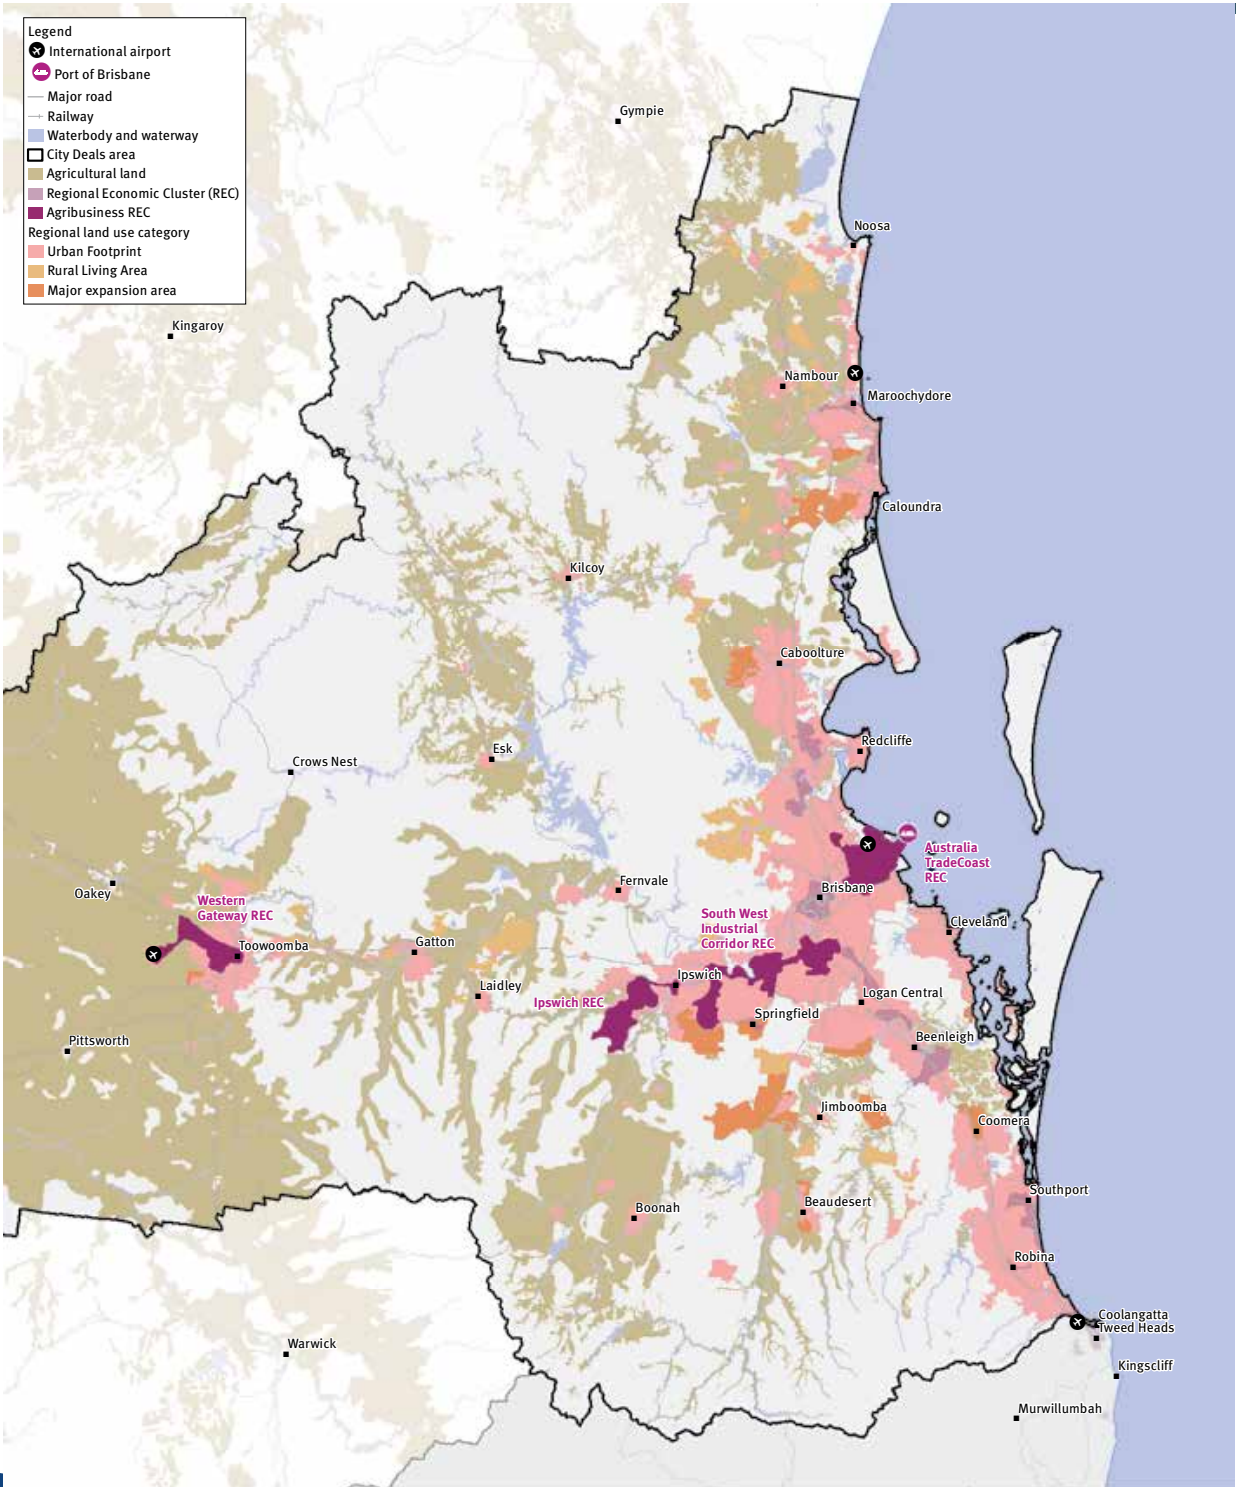 Legend
International airport
Port of Brisbane
Major road
Railway
Waterbody and waterway
City Deals area
Agricultural land
Regional Economic Cluster (REC)
Agribusiness REC
Regional land use category
Urban Footprint
Rural Living Area
Major expansion area
Gympie
Noosa
Kingaroy
Nambour
Maroochydore
Caloundra
Kilcoy
Caboolture
Redcliffe
Esk
Crows Nest
Australia
TradeCoast
REC
Oakey
Fernvale
Brisbane
Western
Gateway REC
South West
Industrial
Corridor REC
Cleveland
Toowoomba
Gatton
Ipswich
Laidley
Ipswich REC
Logan Central
Springfield
Pittsworth
Beenleigh
Jimboomba
Coomera
Southport
Boonah
Beaudesert
Robina
Coolangatta
Tweed Heads
Warwick
Kingscliff
Murwillumbah